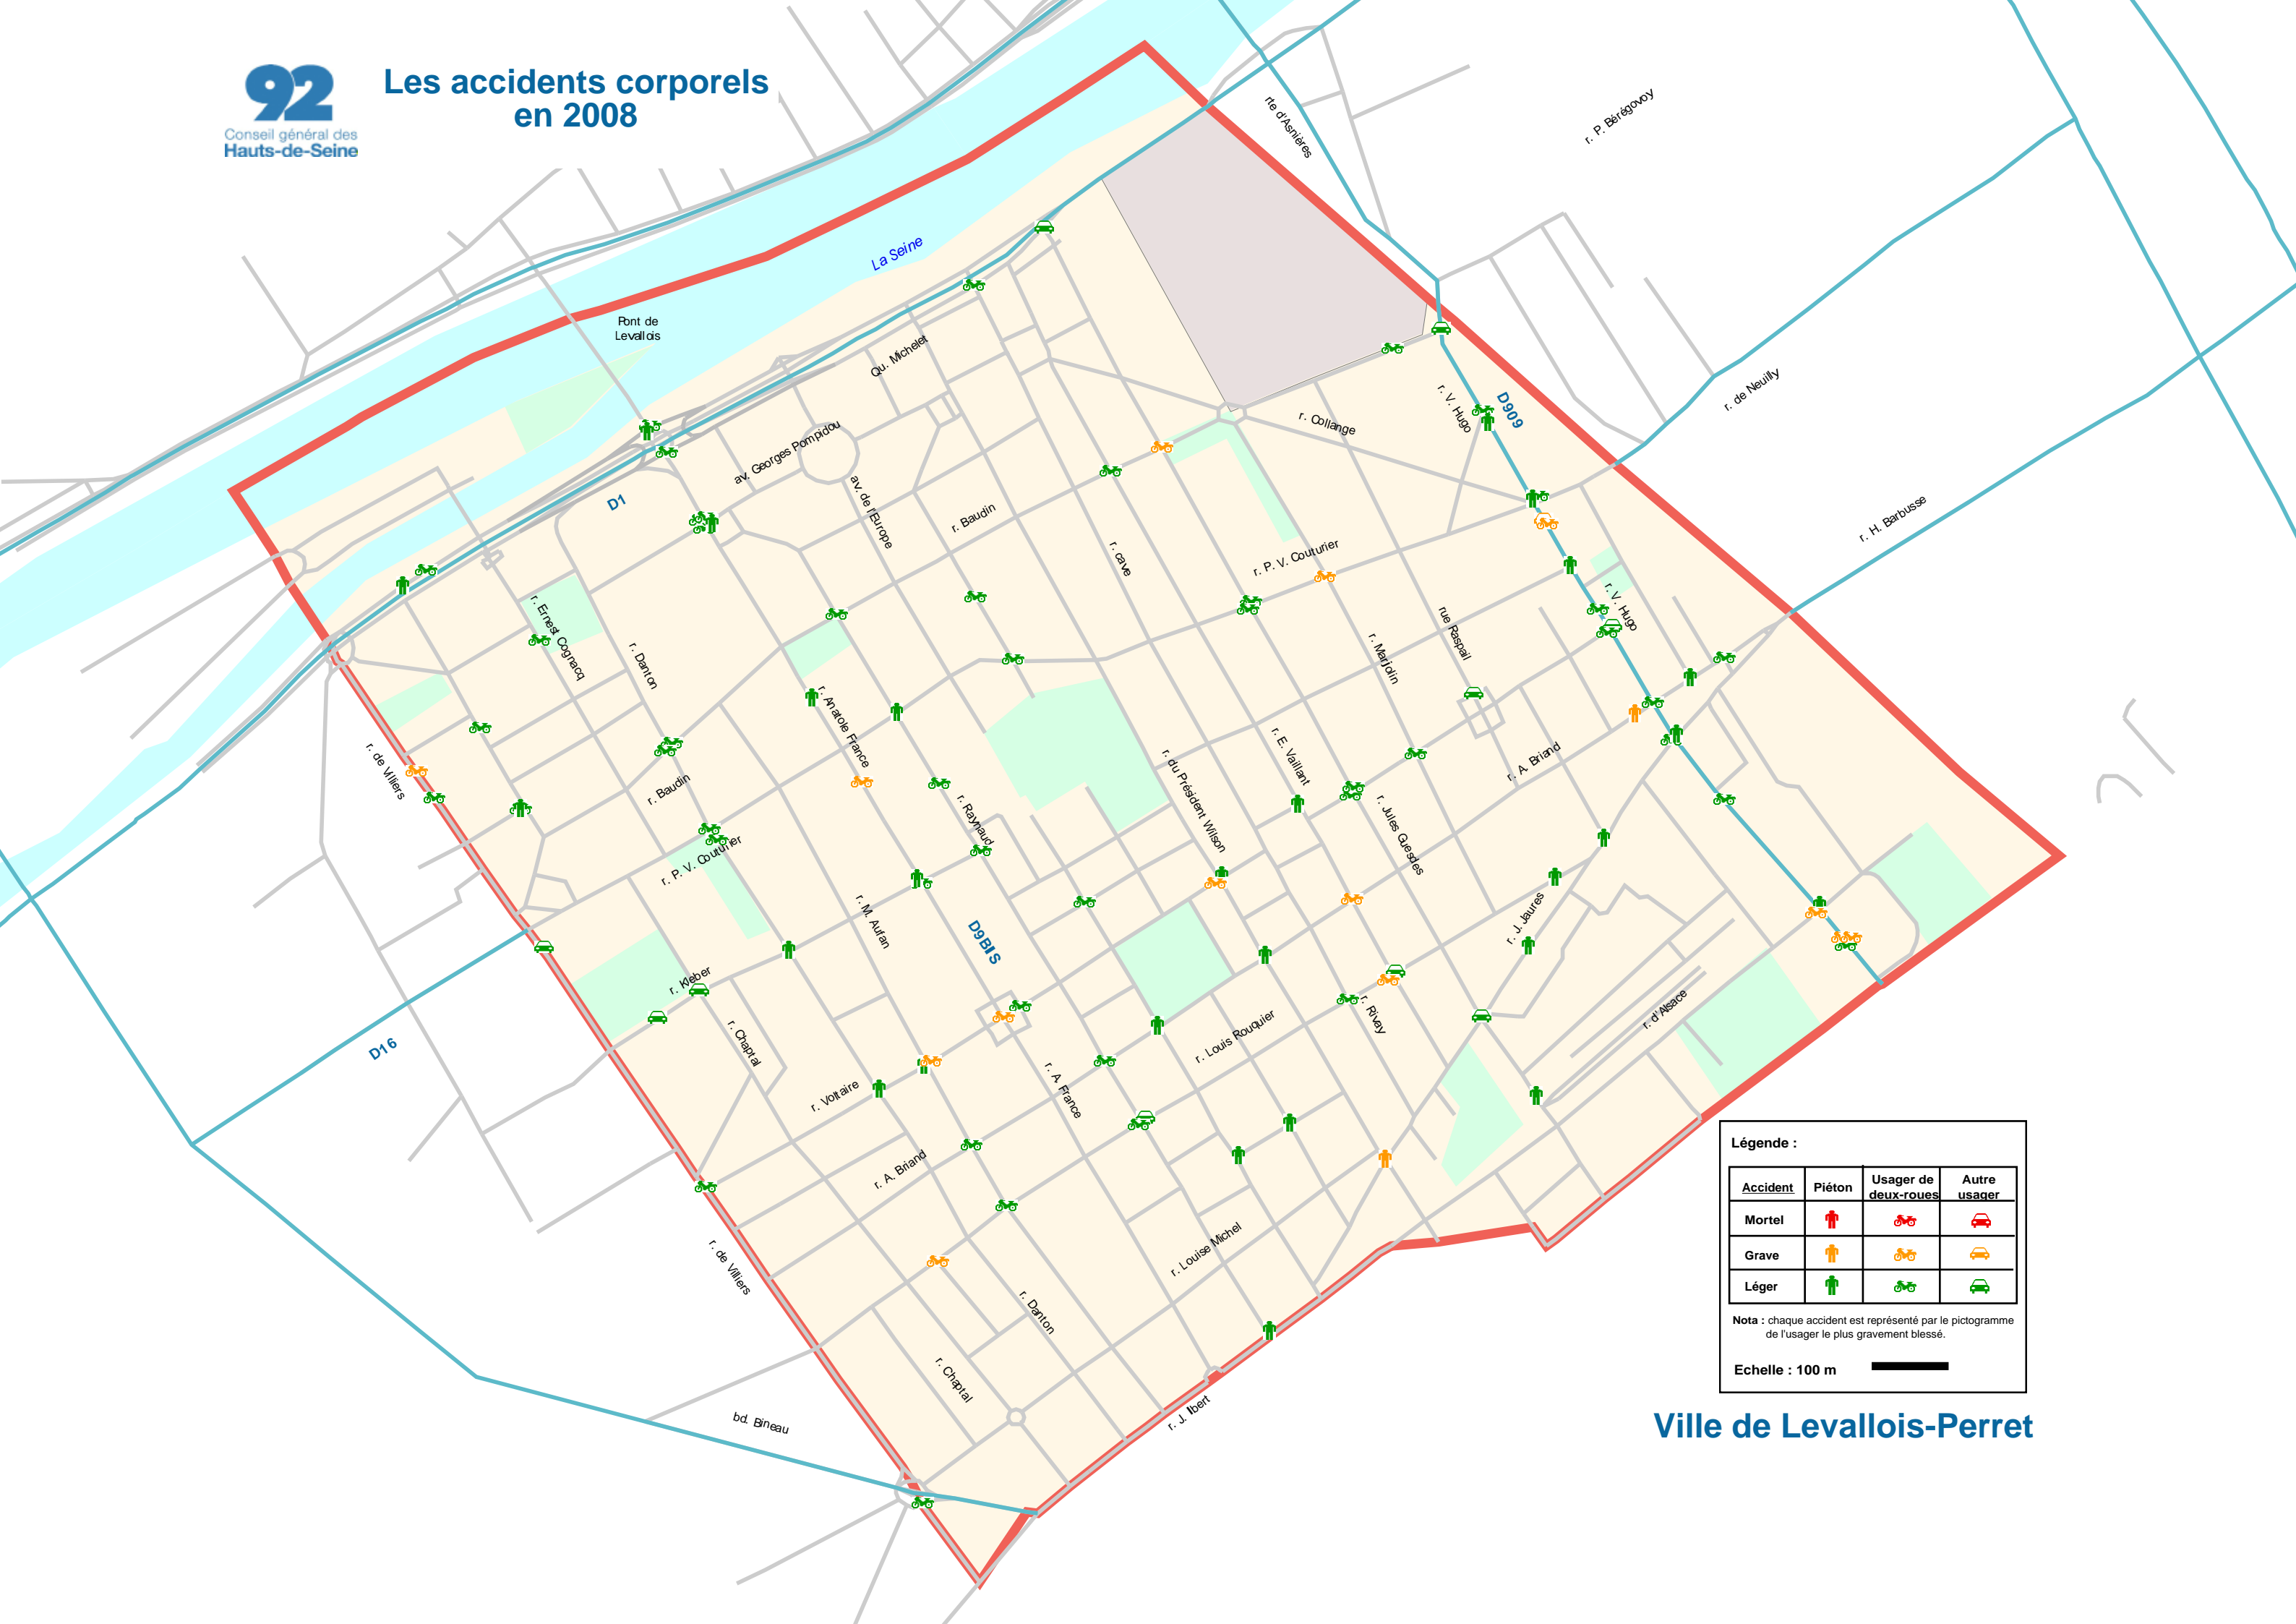 92
Conseil général des
Hauts-de-Seine
Les accidents corporels
en 2008
rte d'Asnières
r. P. Bérégovoy
La Seine
Pont de
Levallois
Qu. Michelet
r. V. Hugo
D909
r. de Neuilly
r. Collange
av. Georges Pompidou
D1
av. de l'Europe
r. Baudin
r. cave
r. P. V. Couturier
r. H. Barbusse
r. Ernest Cognacq
r. Danton
r. Marjolin
rue Raspail
r. V. Hugo
r. Anatole France
r. de Villiers
r. Baudin
r. du Président Wilson
r. E. Vaillant
r. A. Briand
r. Raynaud
r. Jules Guesdes
r. P. V. Couturier
r. M. Aufan
D9BIS
r. J. Jaures
r. Kleber
r. d'Alsace
r. Rivay
r. Louis Rouquier
D16
r. Chaptal
r. A. France
r. Voltaire
r. A. Briand
r. de Villiers
r. Louise Michel
r. Danton
r. Chaptal
r. J. Ibert
bd. Bineau
Légende :
Accident Piéton Usager de deux-roues Autre usager
Mortel
Grave
Léger
Nota : chaque accident est représenté par le pictogramme
de l'usager le plus gravement blessé.
Echelle : 100 m
Ville de Levallois-Perret